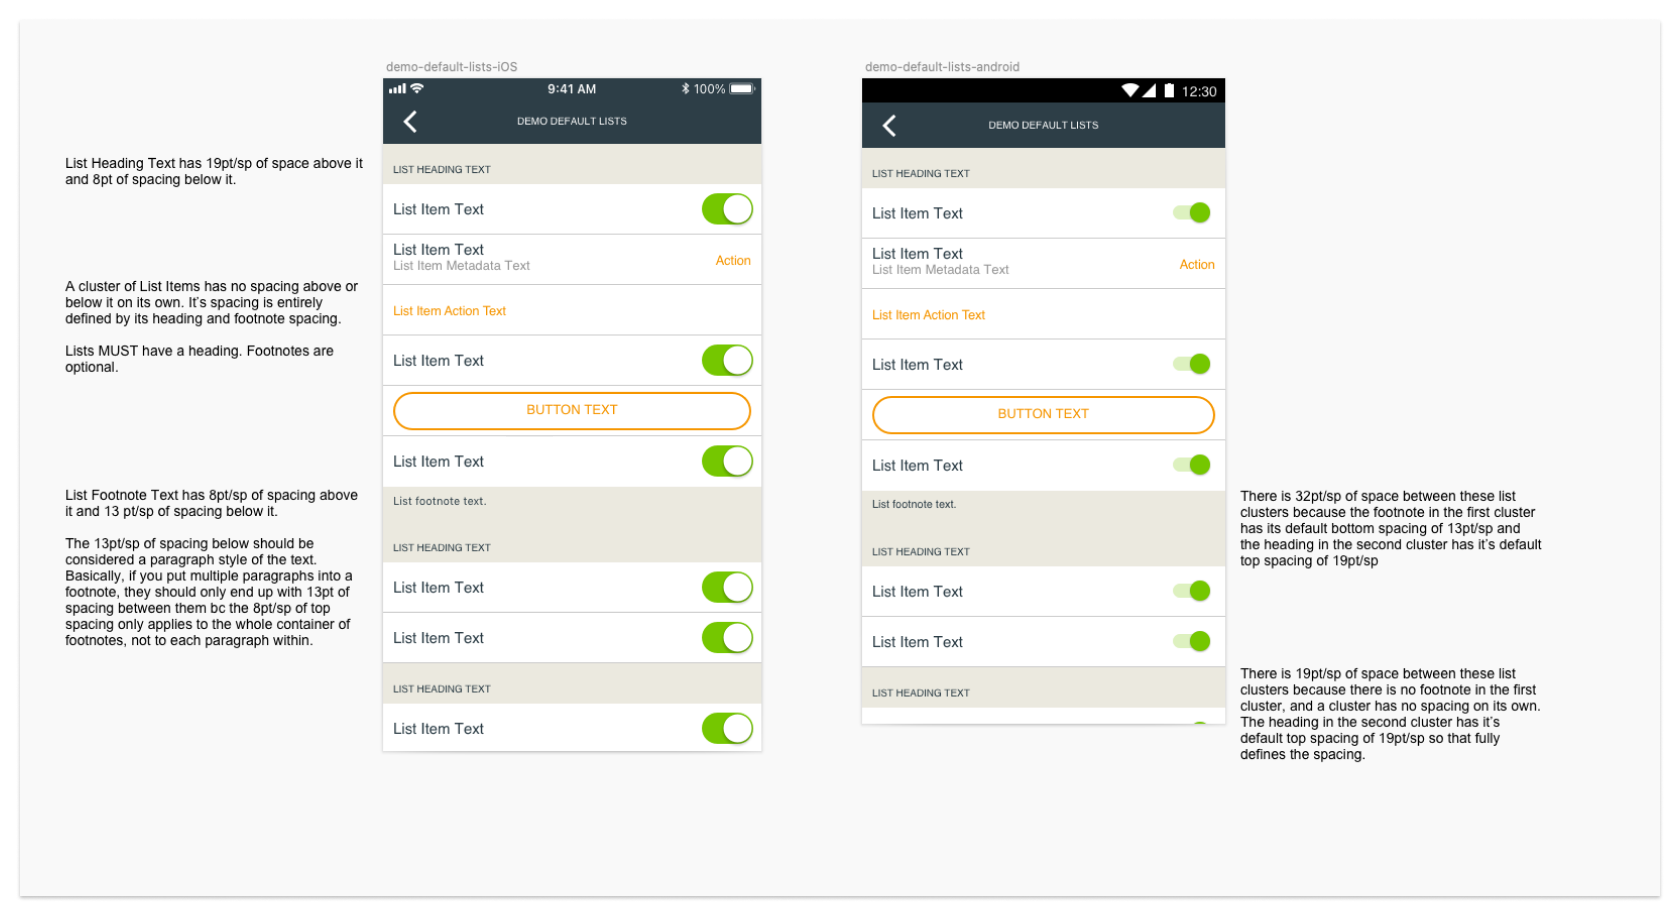 demo-default-lists-iOS
9:41 AM
100%
DEMO DEFAULT LISTS
List Heading Text has 19pt/sp of space above it
and 8pt of spacing below it.
A cluster of List Items has no spacing above or
below it on its own. It's spacing is entirely
defined by its heading and footnote spacing.
Lists MUST have a heading. Footnotes are
optional.
List Footnote Text has 8pt/sp of spacing above
it and 13 pt/sp of spacing below it.
The 13pt/sp of spacing below should be
considered a paragraph style of the text.
Basically, if you put multiple paragraphs into a
footnote, they should only end up with 13pt of
spacing between them bc the 8pt/sp of top
spacing only applies to the whole container of
footnotes, not to each paragraph within.
LIST HEADING TEXT
List Item Text
List Item Text
List Item Metadata Text
Action
List Item Action Text
List Item Text
BUTTON TEXT
List Item Text
List footnote text.
LIST HEADING TEXT
List Item Text
List Item Text
LIST HEADING TEXT
List Item Text
demo-default-lists-android
12:30
DEMO DEFAULT LISTS
LIST HEADING TEXT
List Item Text
List Item Text
List Item Metadata Text
Action
List Item Action Text
List Item Text
BUTTON TEXT
List Item Text
List footnote text.
LIST HEADING TEXT
List Item Text
List Item Text
LIST HEADING TEXT
There is 32pt/sp of space between these list
clusters because the footnote in the first cluster
has its default bottom spacing of 13pt/sp and
the heading in the second cluster has it's default
top spacing of 19pt/sp
There is 19pt/sp of space between these list
clusters because there is no footnote in the first
cluster, and a cluster has no spacing on its own.
The heading in the second cluster has it's
default top spacing of 19pt/sp so that fully
defines the spacing.